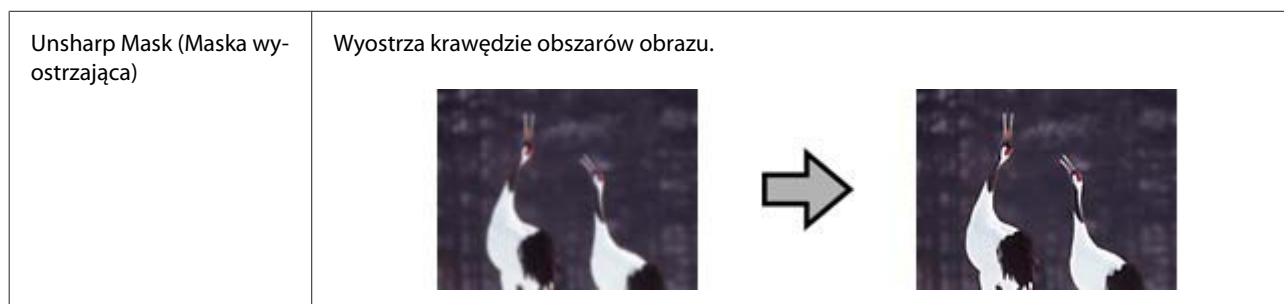 Unsharp Mask (Maska wy-
ostrzająca)
Wyostrza krawędzie obszarów obrazu.